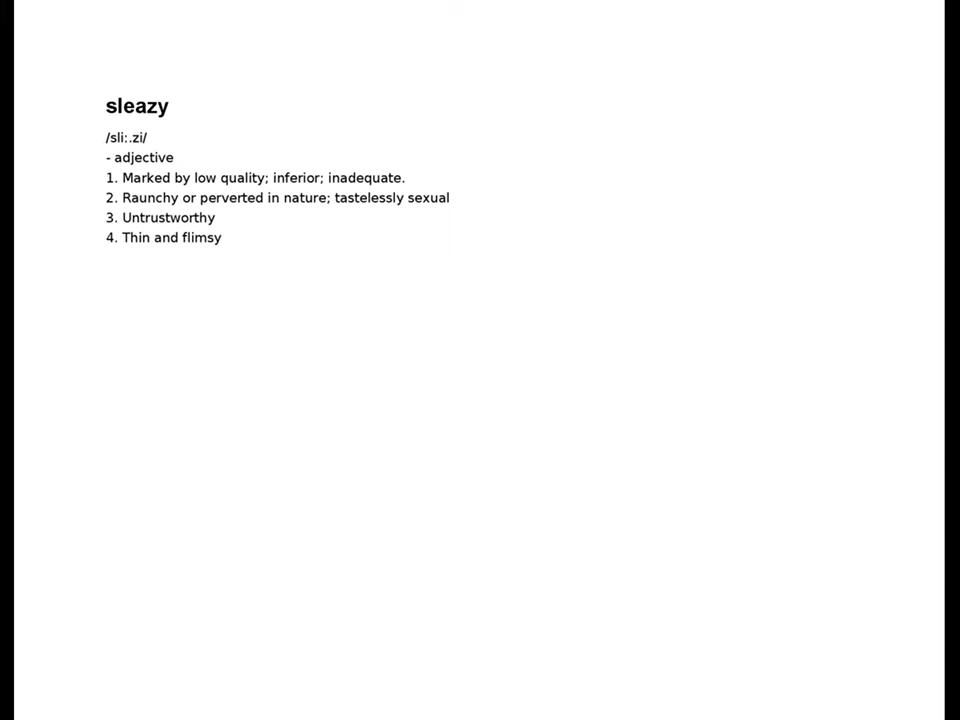 sleazy
/sli:.zi/
- adjective
1. Marked by low quality; inferior; inadequate.
2. Raunchy or perverted in nature; tastelessly sexual
3. Untrustworthy
4. Thin and flimsy